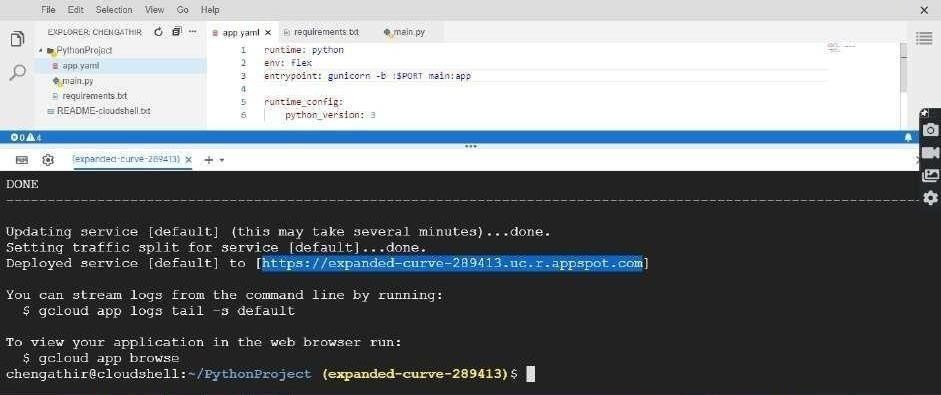 File Edit Selection View Go Help
EXPLORER: CHENGATHIR
app.yaml requirements.txt main.py
PythonProject
app.yaml
main.py
requirements.txt
README-cloudshell.txt
1 runtime: python
2 env: flex
3 entrypoint: gunicorn -b :$PORT main:app
4
5 runtime_config:
6 python_version: 3
0 4
(expanded-curve-289413)
DONE
Updating service [default] (this may take several minutes)...done.
Setting traffic split for service [default]...done.
Deployed service [default] to [https://expanded-curve-289413.uc.r.appspot.com]
You can stream logs from the command line by running:
$ gcloud app logs tail -s default
To view your application in the web browser run:
$ gcloud app browse
chengathir@cloudshell:~/PythonProject (expanded-curve-289413)$